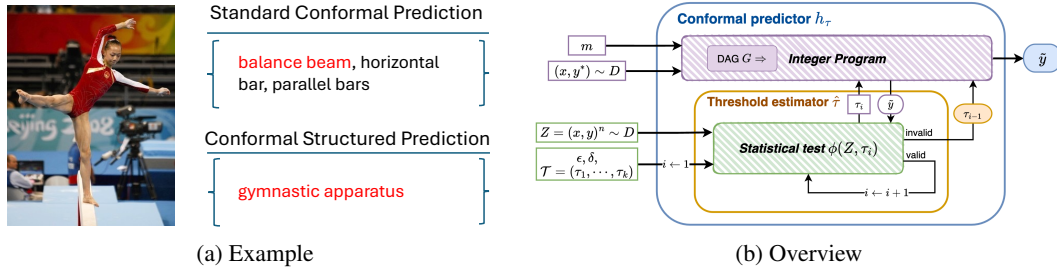 Standard Conformal Prediction
balance beam, horizontal
bar, parallel bars
Conformal Structured Prediction
gymnastic apparatus
(a) Example
Conformal predictor h_τ
m
(x, y*) ∼ D
DAG G ⇒
Integer Program
ỹ
Threshold estimator τ̂
τ_i
ŷ
τ_{i−1}
Z = (x, y)^n ∼ D
ϵ, δ,
𝒯 = (τ_1, ⋯, τ_k)
i ← 1
Statistical test ϕ(Z, τ_i)
invalid
valid
i ← i + 1
(b) Overview